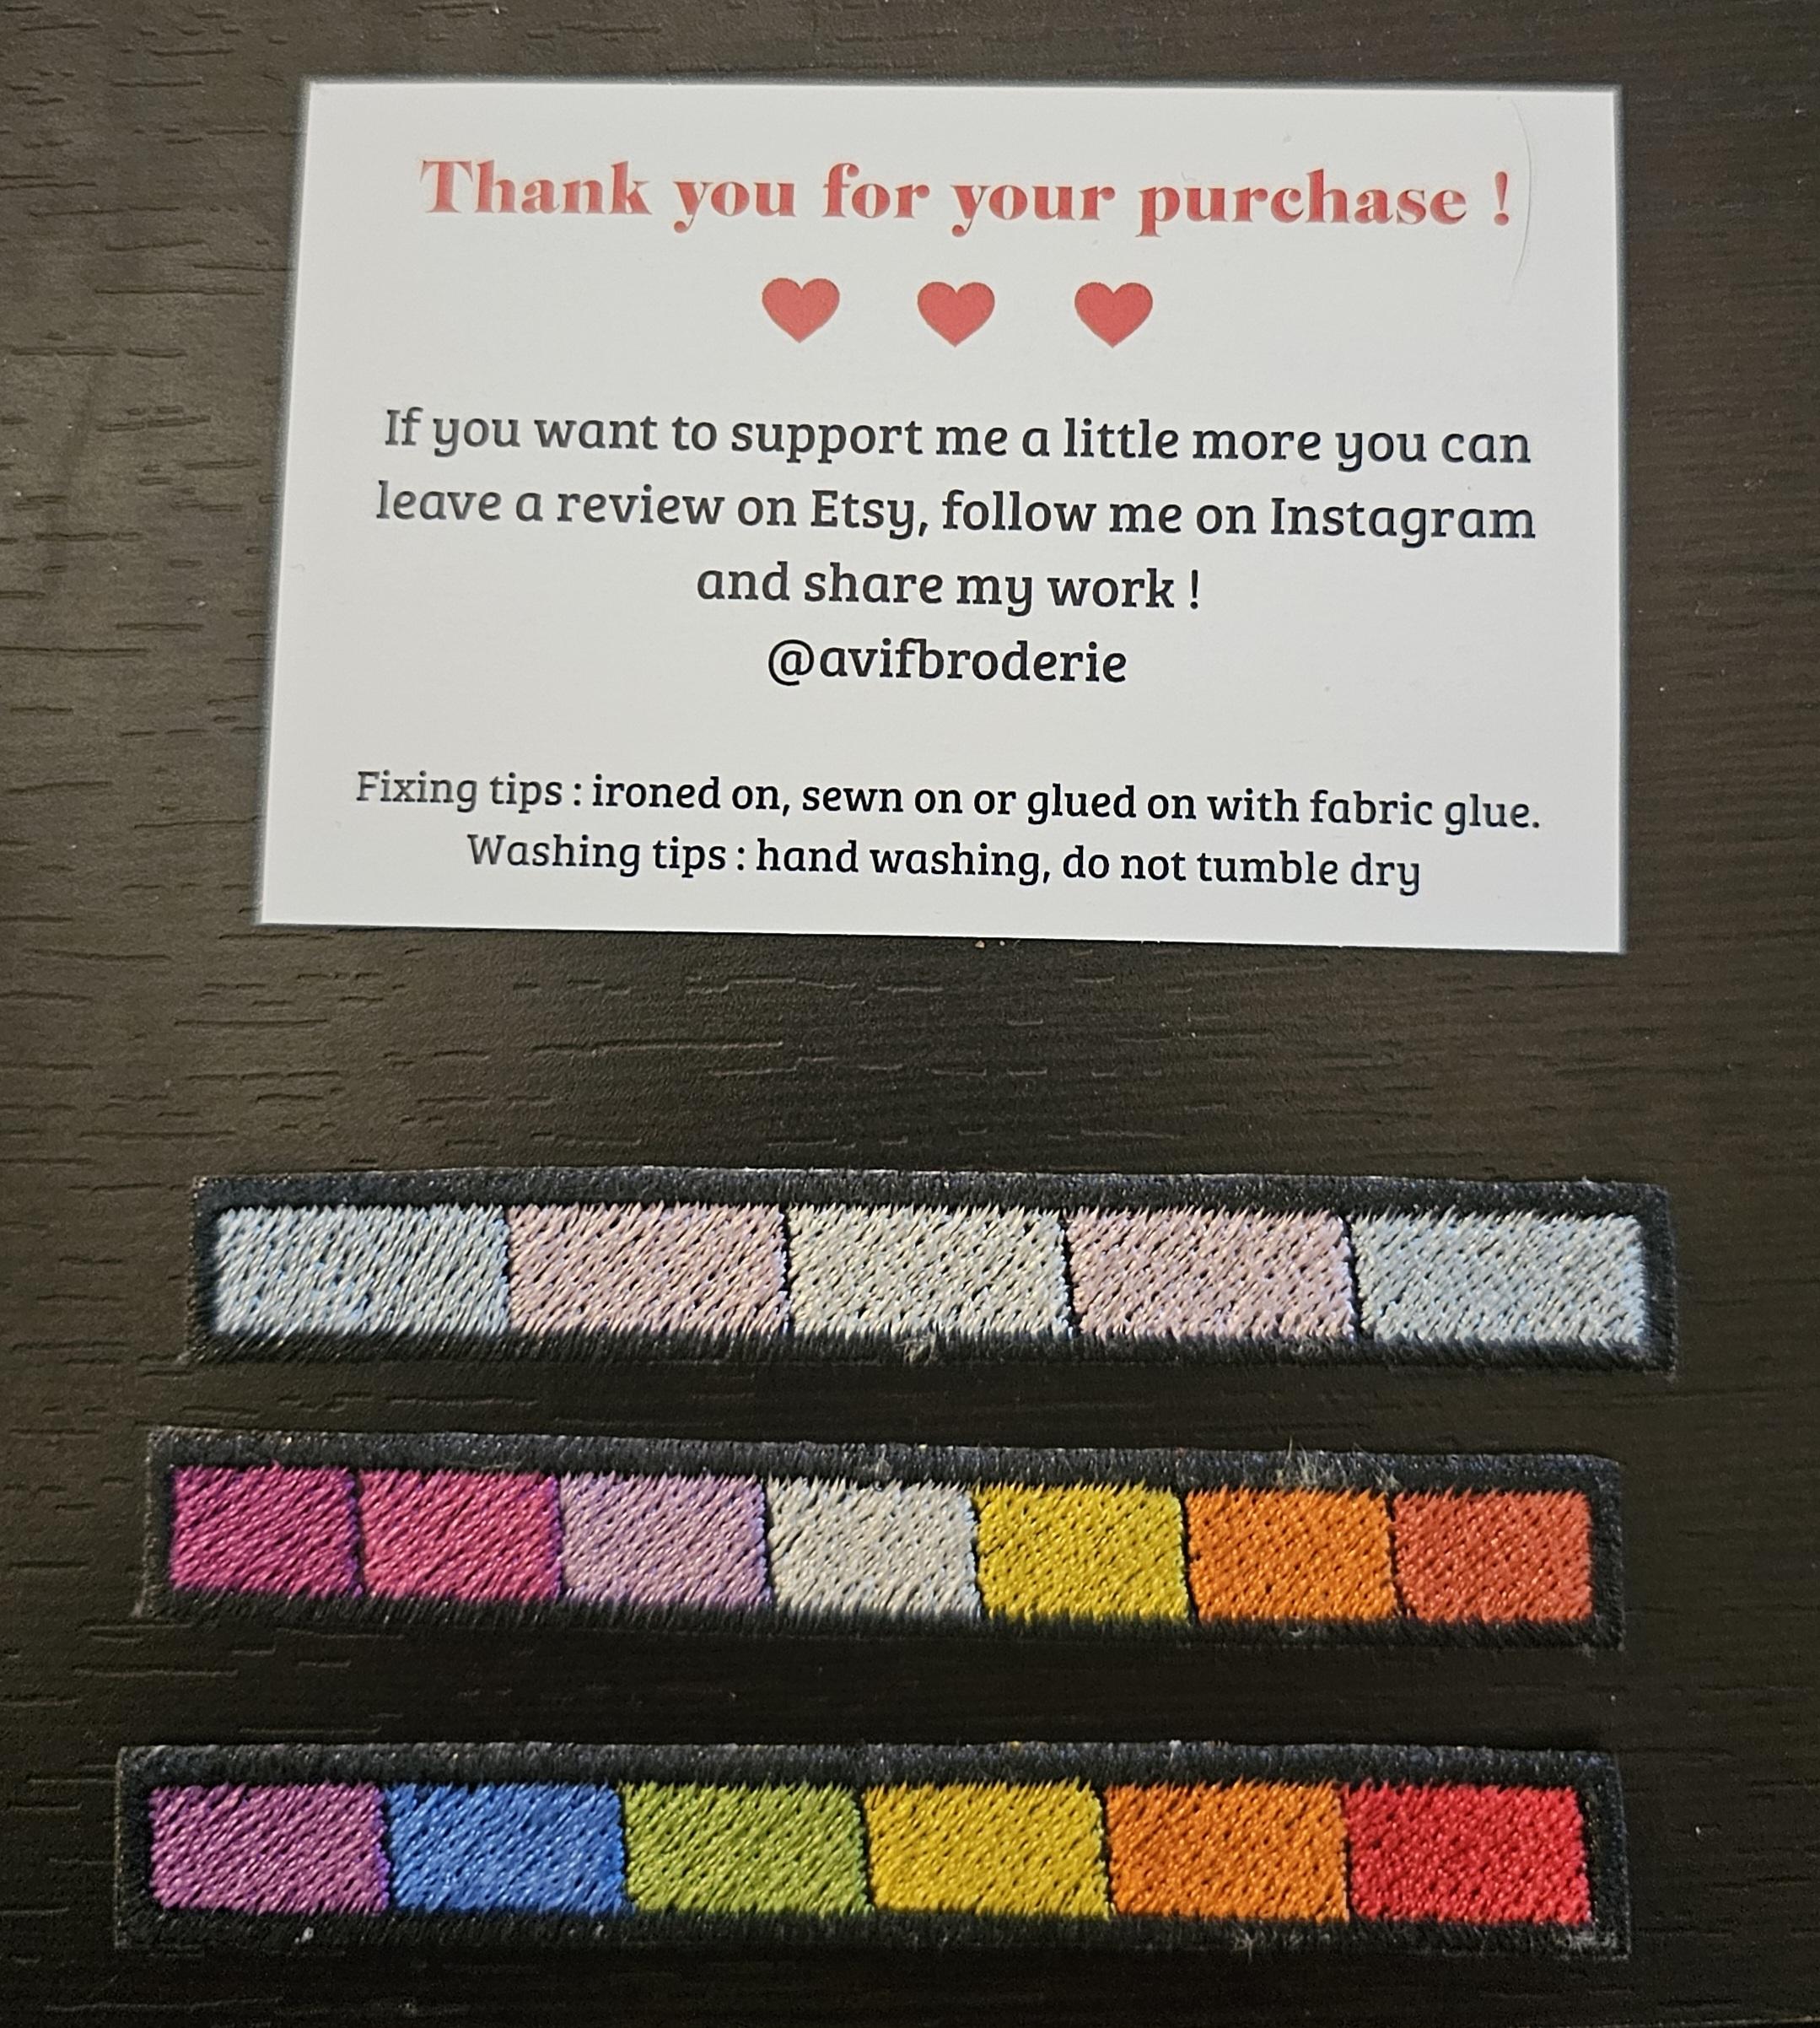 Thank you for your purchase !
If you want to support me a little more you can
leave a review on Etsy, follow me on Instagram
and share my work !
@avifbroderie
Fixing tips : ironed on, sewn on or glued on with fabric glue.
Washing tips : hand washing, do not tumble dry